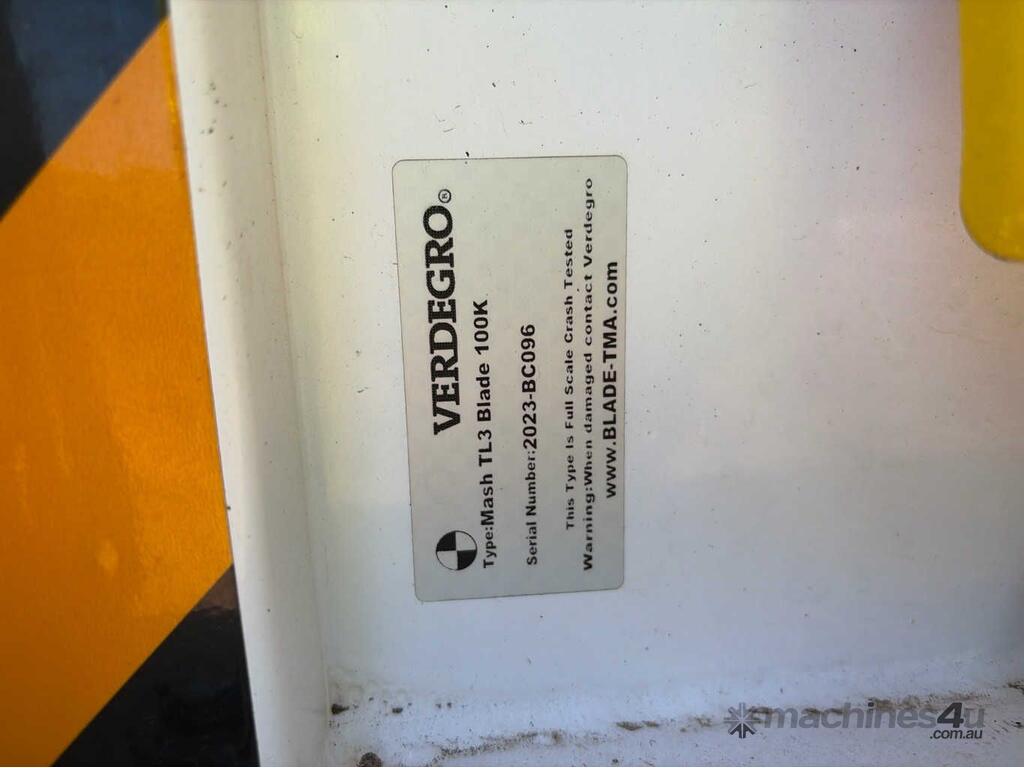 VERDEGRO®
Type:Mash TL3 Blade 100K
Serial Number:2023-BC096
This Type Is Full Scale Crash Tested
Warning:When damaged contact Verdegro
www.BLADE-TMA.com
machines4u
.com.au